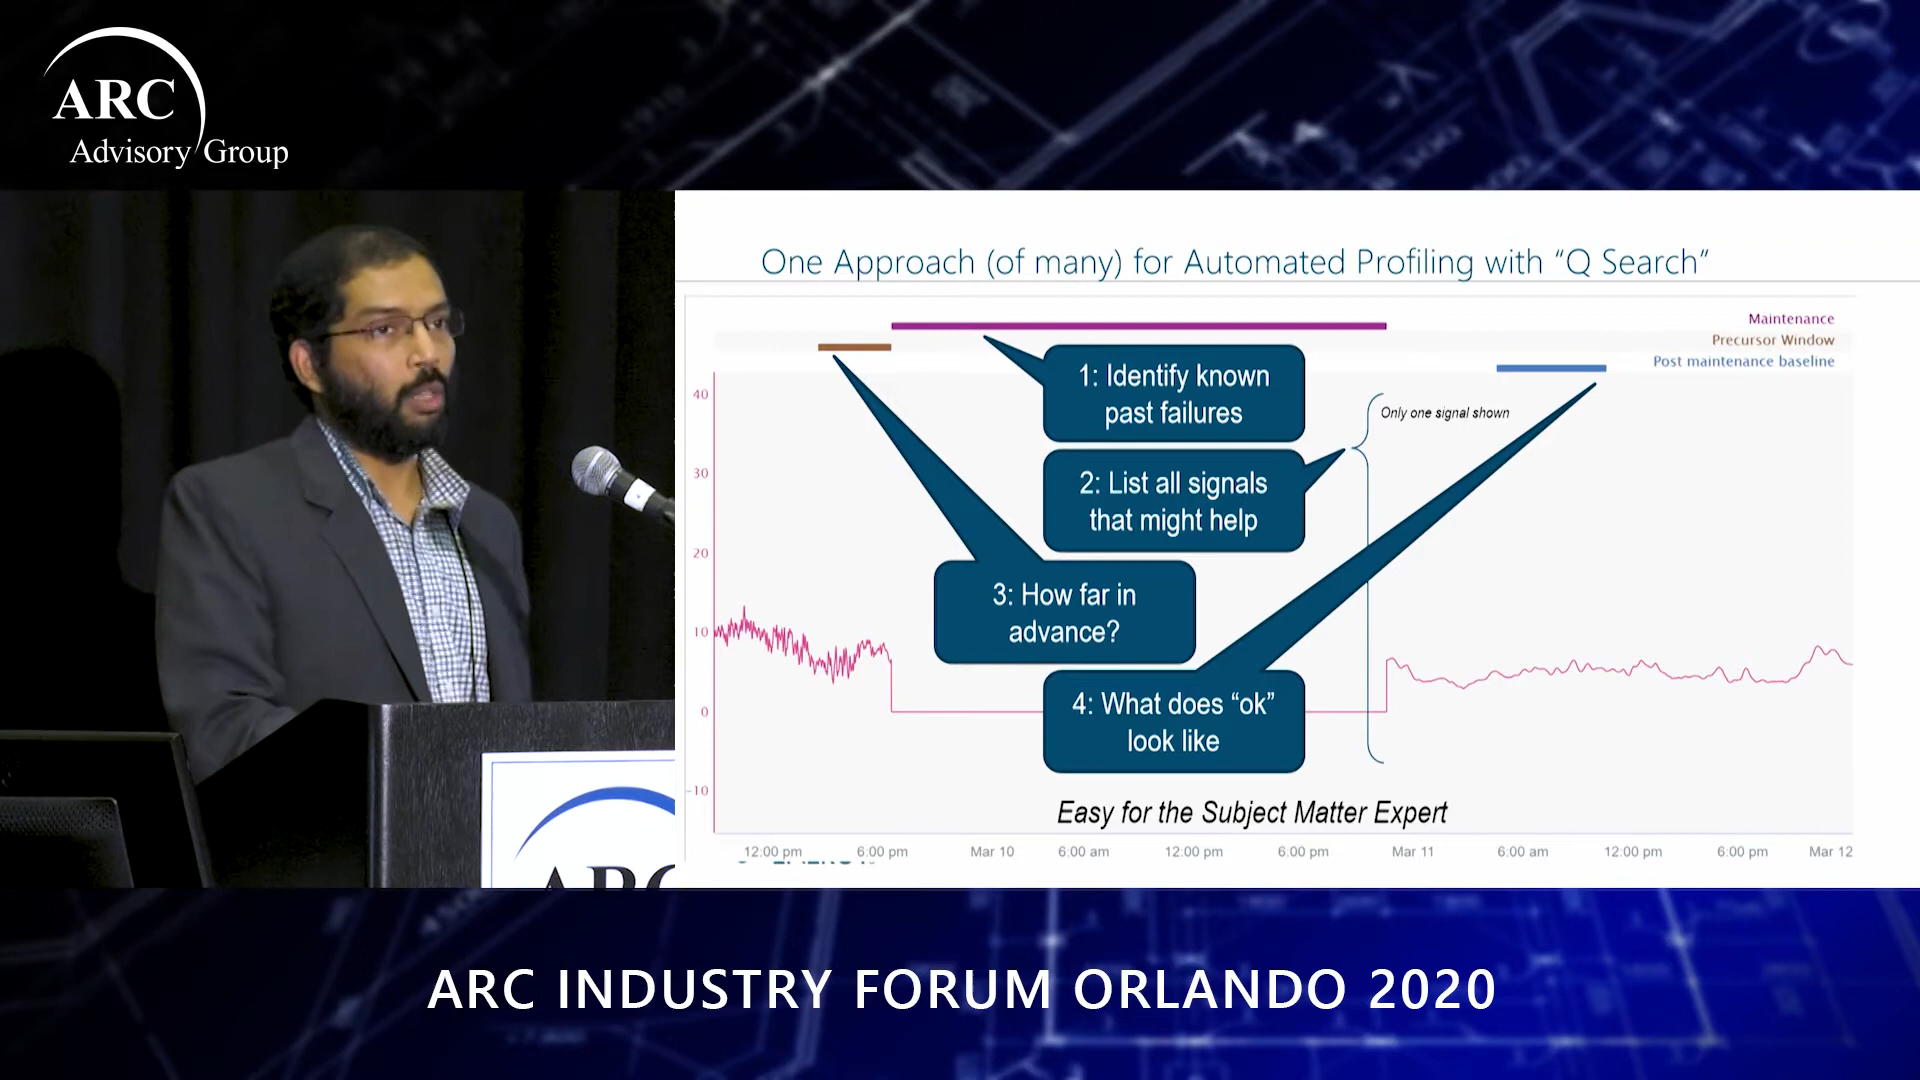 ARC
Advisory Group
One Approach (of many) for Automated Profiling with “Q Search”
Maintenance
Precursor Window
Post maintenance baseline
1: Identify known
past failures
Only one signal shown
2: List all signals
that might help
3: How far in
advance?
4: What does “ok”
look like
40
30
20
10
0
-10
Easy for the Subject Matter Expert
12:00 pm 6:00 pm Mar 10 6:00 am 12:00 pm 6:00 pm Mar 11 6:00 am 12:00 pm 6:00 pm Mar 12
ARC
ARC INDUSTRY FORUM ORLANDO 2020